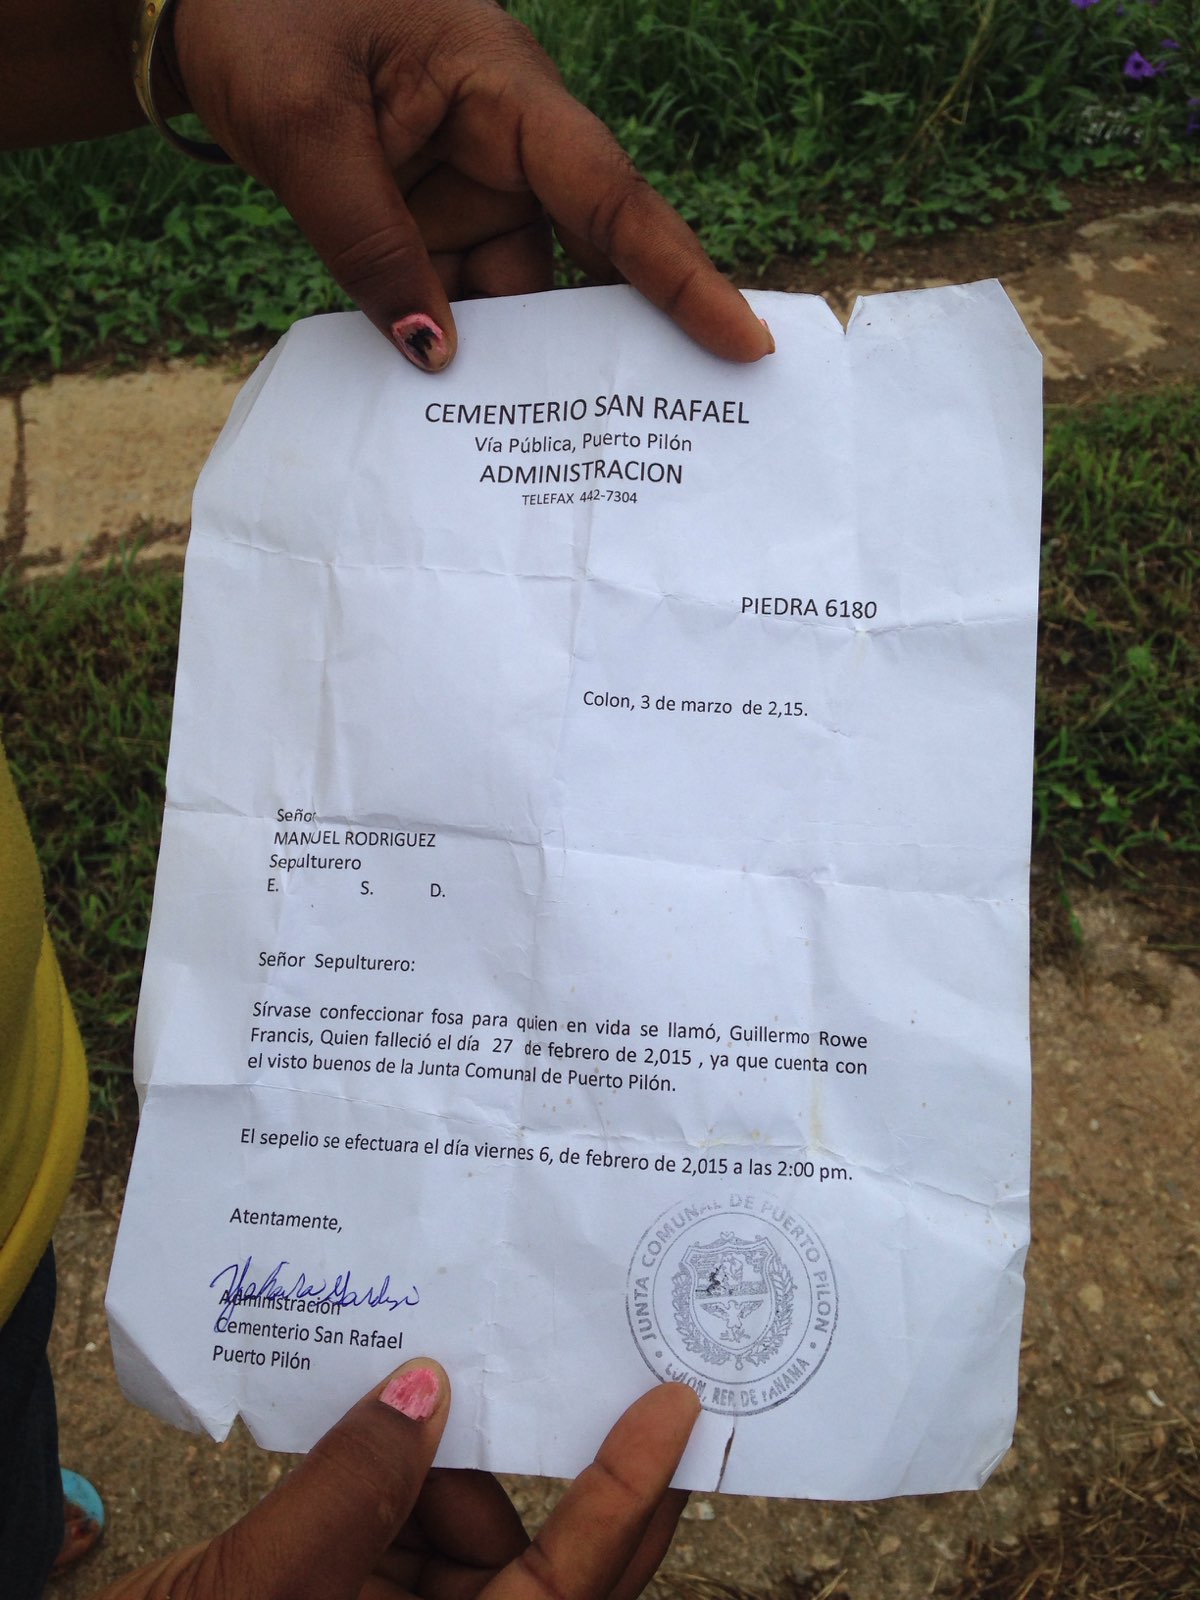 CEMENTERIO SAN RAFAEL
Vía Pública, Puerto Pilón
ADMINISTRACION
TELEFAX 442-7304
PIEDRA 6180
Colon, 3 de marzo de 2,15.
Señor
MANUEL RODRIGUEZ
Sepulturero
E. S. D.
Señor Sepulturero:
Sírvase confeccionar fosa para quien en vida se llamó, Guillermo Rowe
Francis, Quien falleció el día 27 de febrero de 2,015 , ya que cuenta con
el visto buenos de la Junta Comunal de Puerto Pilón.
El sepelio se efectuara el día viernes 6, de febrero de 2,015 a las 2:00 pm.
Atentamente,
Administración
Cementerio San Rafael
Puerto Pilón
JUNTA COMUNAL DE PUERTO PILON
COLON, REP. DE PANAMA